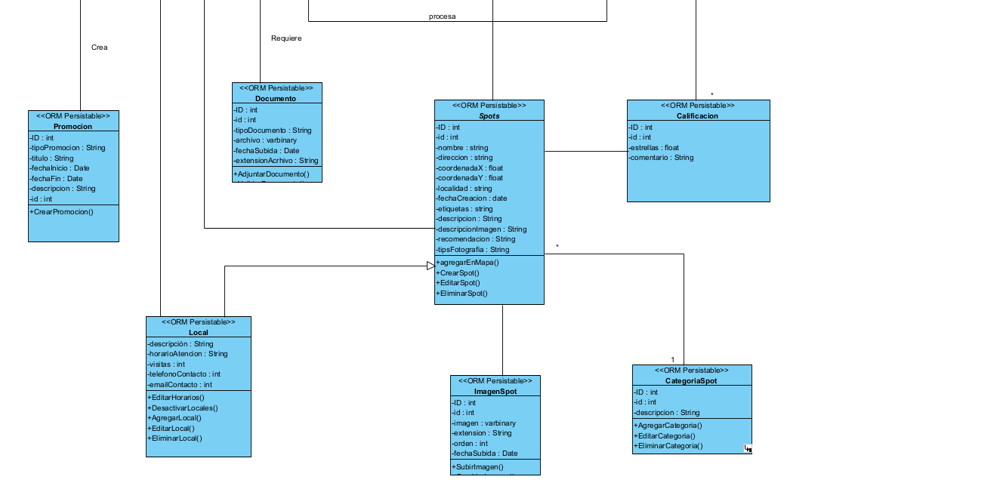 procesa
Requiere
Crea
<<ORM Persistable>>
Documento
-ID : int
-id : int
-tipoDocumento : String
-archivo : varbinary
-fechaSubida : Date
-extensionAcrhivo : String
+AdjuntarDocumento()
<<ORM Persistable>>
Promocion
-ID : int
-tipoPromocion : String
-titulo : String
-fechaInicio : Date
-fechaFin : Date
-descripcion : String
-id : int
+CrearPromocion()
<<ORM Persistable>>
Spots
-ID : int
-id : int
-nombre : string
-direccion : string
-coordenadaX : float
-coordenadaY : float
-localidad : string
-fechaCreacion : date
-etiquetas : string
-descripcion : String
-descripcionImagen : String
-recomendacion : String
-tipsFotografia : String
+agregarEnMapa()
+CrearSpot()
+EditarSpot()
+EliminarSpot()
*
<<ORM Persistable>>
Calificacion
-ID : int
-id : int
-estrellas : float
-comentario : String
*
<<ORM Persistable>>
Local
-descripción : String
-horarioAtencion : String
-visitas : int
-telefonoContacto : int
-emailContacto : int
+EditarHorarios()
+DesactivarLocales()
+AgregarLocal()
+EditarLocal()
+EliminarLocal()
<<ORM Persistable>>
ImagenSpot
-ID : int
-id : int
-imagen : varbinary
-extension : String
-orden : int
-fechaSubida : Date
+SubirImagen()
1
<<ORM Persistable>>
CategoriaSpot
-ID : int
-id : int
-descripcion : String
+AgregarCategoria()
+EditarCategoria()
+EliminarCategoria()